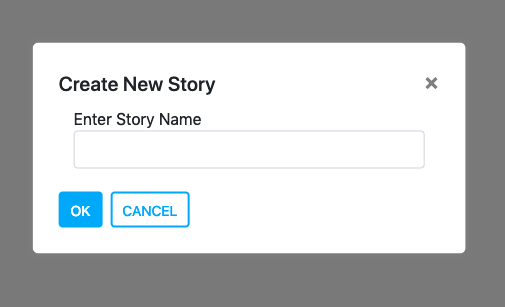 Create New Story
×
Enter Story Name
OK
CANCEL